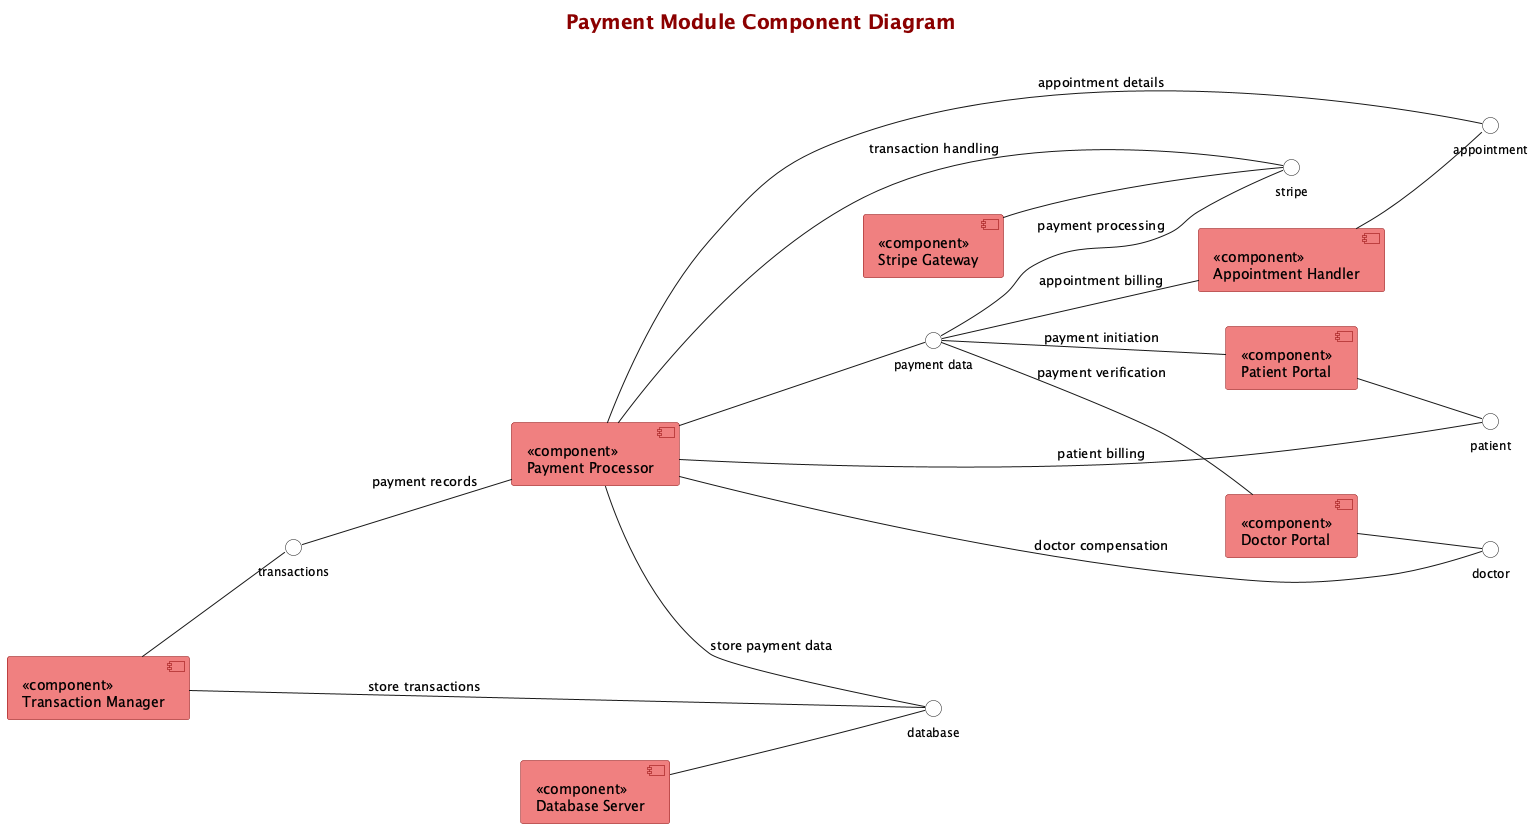 Payment Module Component Diagram
appointment details
appointment
transaction handling
stripe
payment processing
«component»
Stripe Gateway
«component»
Appointment Handler
appointment billing
payment initiation
«component»
Patient Portal
payment data
payment verification
patient
«component»
Payment Processor
patient billing
payment records
«component»
Doctor Portal
doctor compensation
doctor
transactions
store payment data
«component»
Transaction Manager
store transactions
database
«component»
Database Server